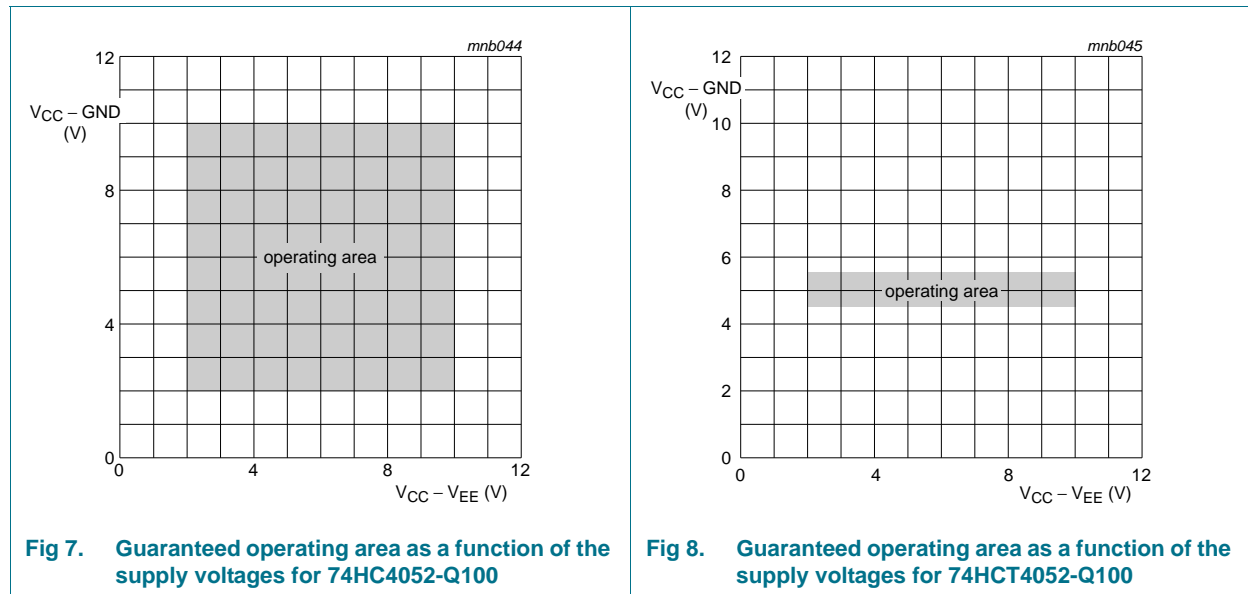 mnb044
12
VCC – GND
(V)
8
operating area
4
0
0
4
8
12
VCC – VEE (V)
Fig 7. Guaranteed operating area as a function of the
supply voltages for 74HC4052-Q100
mnb045
12
VCC – GND
(V)
10
8
6
operating area
4
2
0
0
4
8
12
VCC – VEE (V)
Fig 8. Guaranteed operating area as a function of the
supply voltages for 74HCT4052-Q100